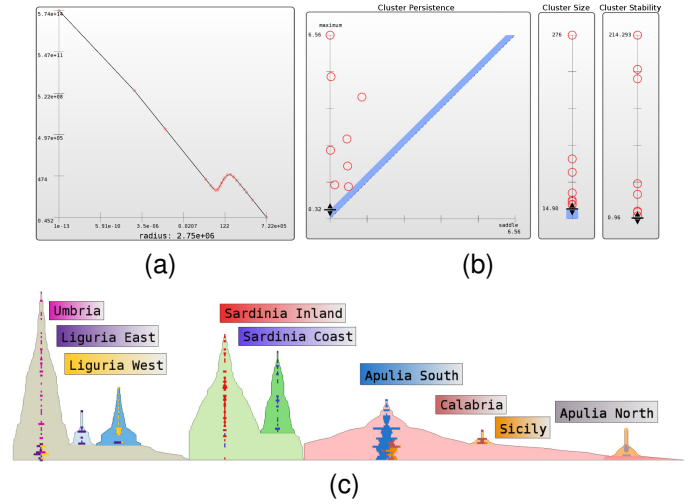 Cluster Persistence
Cluster Size
Cluster Stability
5.74e+14
5.47e+11
5.22e+08
4.97e+05
474
0.452
1e-13
5.91e-10
3.5e-06
0.0207
122
7.22e+05
radius: 2.75e+06
maximum
6.56
0.32
saddle
6.56
276
14.90
214.293
0.96
(a)
(b)
Umbria
Liguria East
Liguria West
Sardinia Inland
Sardinia Coast
Apulia South
Calabria
Sicily
Apulia North
(c)